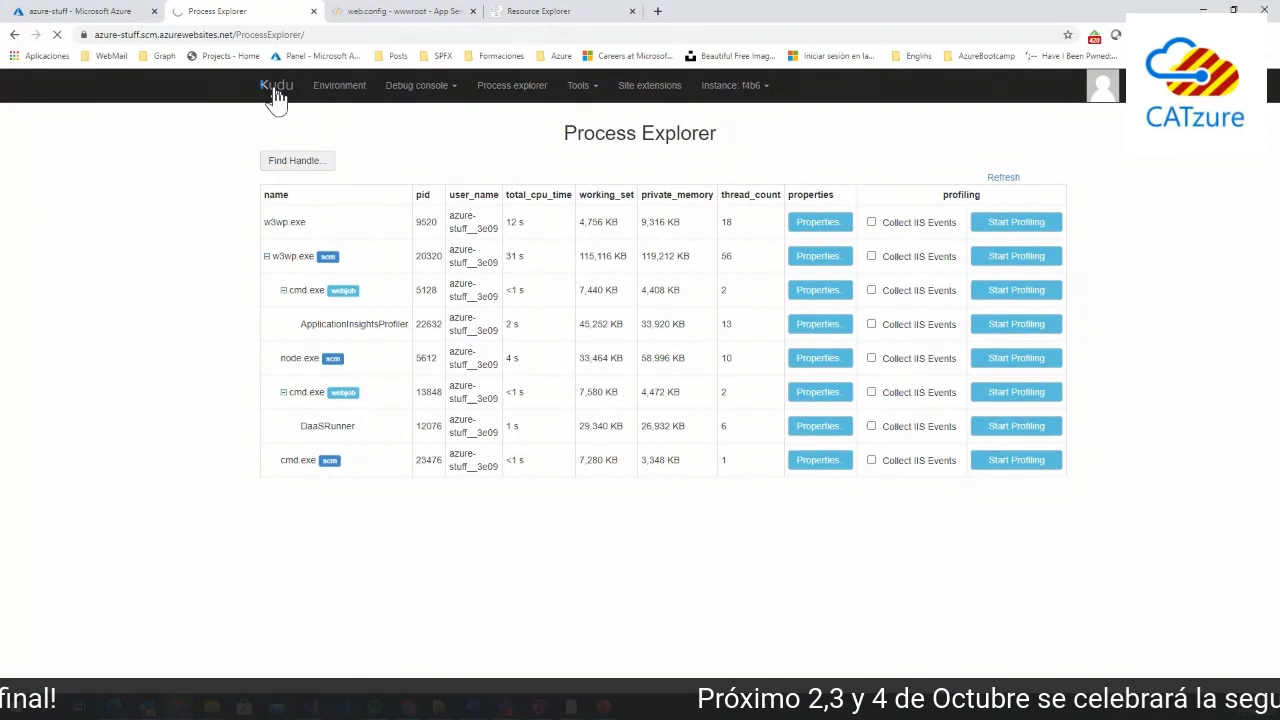 azure-stuff - Microsoft Azure
Process Explorer
web.config - wwwroot - App Ser
Resource Explorer
azure-stuff.scm.azurewebsites.net/ProcessExplorer/
420
Aplicaciones WebMail Graph Projects - Home Panel - Microsoft A... Posts SPFX Formaciones Azure Careers at Microsof... Beautiful Free Imag... Iniciar sesión en la... Englihs AzureBootcamp Have I Been Pwned:...
Kudu Environment Debug console Process explorer Tools Site extensions Instance: f4b6
CATzure
Process Explorer
Find Handle...
Refresh
name pid user_name total_cpu_time working_set private_memory thread_count properties profiling
w3wp.exe 9520 azure-stuff__3e09 12 s 4,756 KB 9,316 KB 18 Properties.. Collect IIS Events Start Profiling
w3wp.exe scm 20320 azure-stuff__3e09 31 s 115,116 KB 119,212 KB 56 Properties.. Collect IIS Events Start Profiling
cmd.exe webjob 5128 azure-stuff__3e09 <1 s 7,440 KB 4,408 KB 2 Properties.. Collect IIS Events Start Profiling
ApplicationInsightsProfiler 22632 azure-stuff__3e09 2 s 45,252 KB 33,920 KB 13 Properties.. Collect IIS Events Start Profiling
node.exe scm 5612 azure-stuff__3e09 4 s 33,464 KB 58,996 KB 10 Properties.. Collect IIS Events Start Profiling
cmd.exe webjob 13848 azure-stuff__3e09 <1 s 7,580 KB 4,472 KB 2 Properties.. Collect IIS Events Start Profiling
DaaSRunner 12076 azure-stuff__3e09 1 s 29,340 KB 26,932 KB 6 Properties.. Collect IIS Events Start Profiling
cmd.exe scm 23476 azure-stuff__3e09 <1 s 7,280 KB 3,348 KB 1 Properties.. Collect IIS Events Start Profiling
final! Próximo 2,3 y 4 de Octubre se celebrará la segu